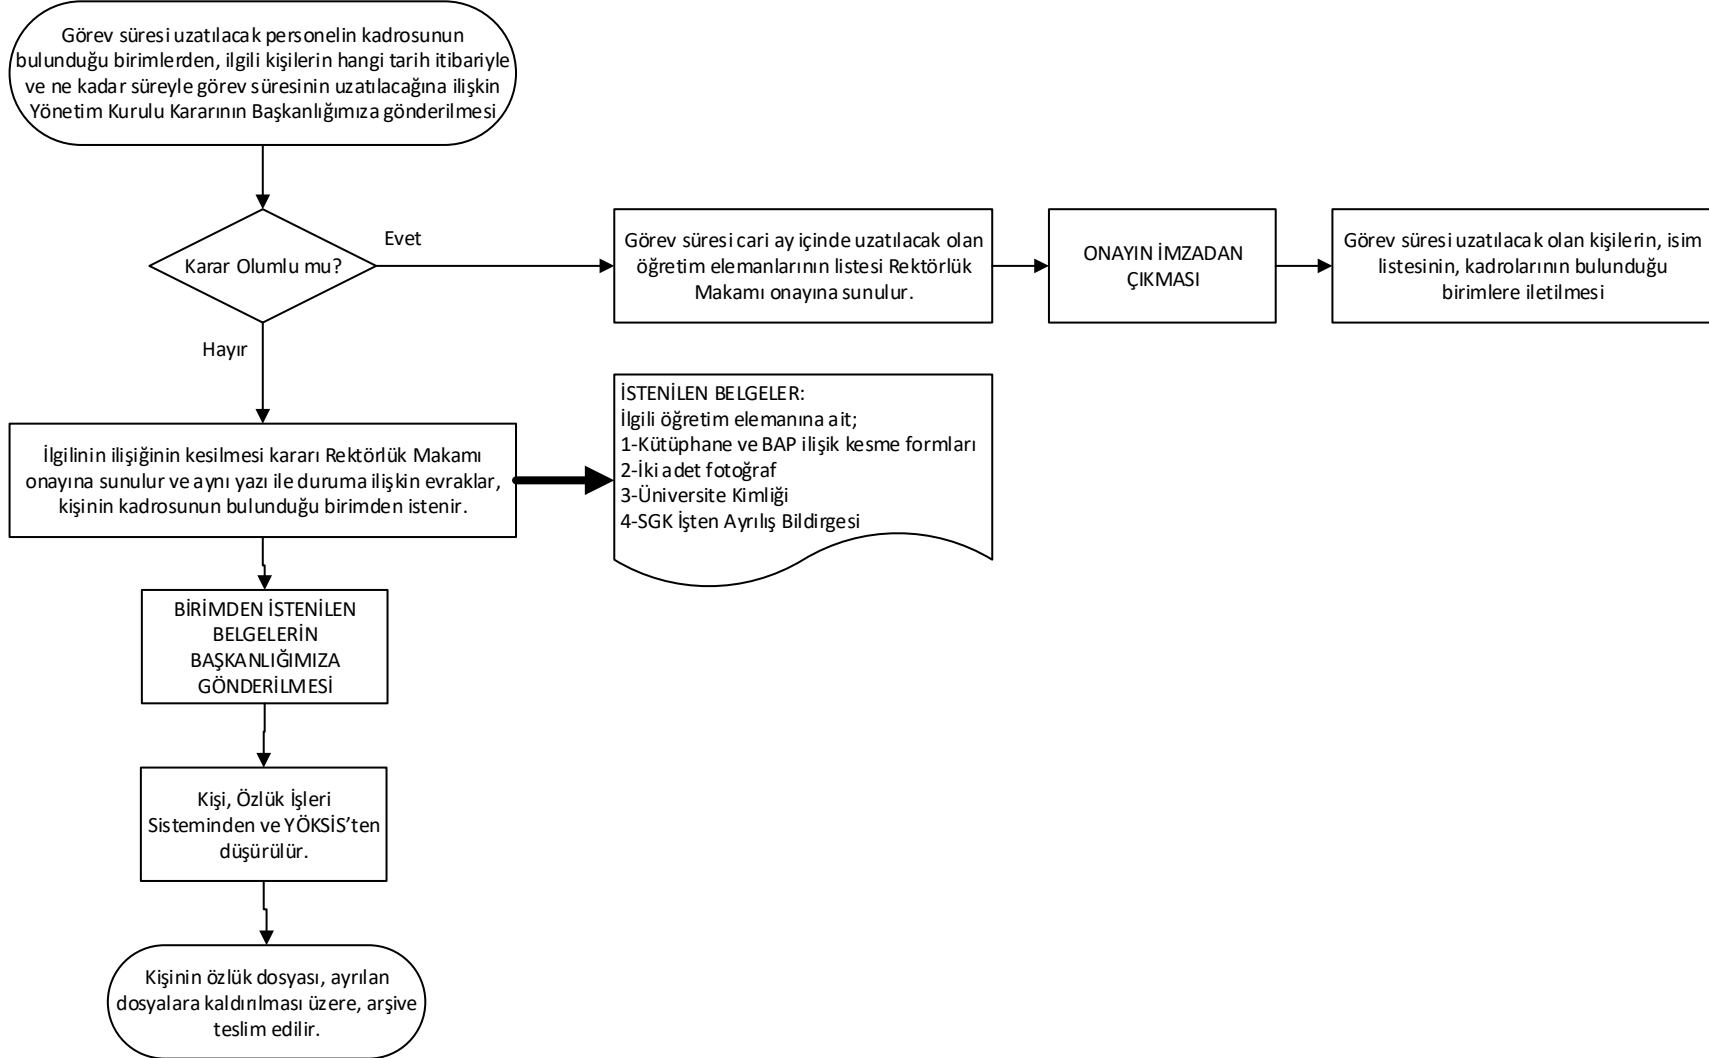 Görev süresi uzatılacak personelin kadrosunun
bulunduğu birimlerden, ilgili kişilerin hangi tarih itibariyle
ve ne kadar süreyle görev süresinin uzatılacağına ilişkin
Yönetim Kurulu Kararının Başkanlığımıza gönderilmesi
Karar Olumlu mu?
Evet
Görev süresi cari ay içinde uzatılacak olan
öğretim elemanlarının listesi Rektörlük
Makamı onayına sunulur.
ONAYIN İMZADAN
ÇIKMASI
Görev süresi uzatılacak olan kişilerin, isim
listesinin, kadrolarının bulunduğu
birimlere iletilmesi
Hayır
İlgilinin ilişiğinin kesilmesi kararı Rektörlük Makamı
onayına sunulur ve aynı yazı ile duruma ilişkin evraklar,
kişinin kadrosunun bulunduğu birimden istenir.
İSTENİLEN BELGELER:
İlgili öğretim elemanına ait;
1-Kütüphane ve BAP ilişik kesme formları
2-İki adet fotoğraf
3-Üniversite Kimliği
4-SGK İşten Ayrılış Bildirgesi
BİRİMDEN İSTENİLEN
BELGELERİN
BAŞKANLIĞIMIZA
GÖNDERİLMESİ
Kişi, Özlük İşleri
Sisteminden ve YÖKSİS’ten
düşürülür.
Kişinin özlük dosyası, ayrılan
dosyalara kaldırılması üzere, arşive
teslim edilir.